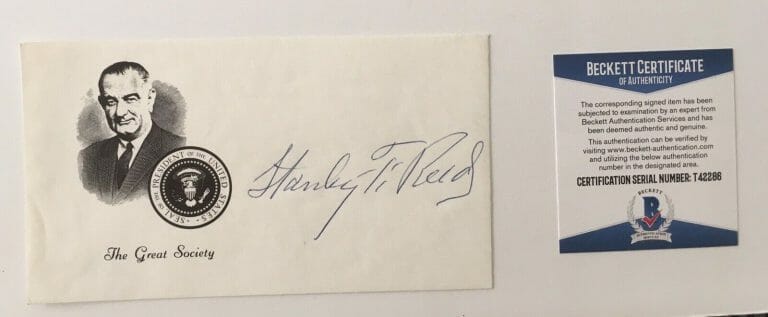 SEAL OF THE PRESIDENT OF THE UNITED STATES
The Great Society
Stanley F. Reed
BECKETT CERTIFICATE
OF AUTHENTICITY
The corresponding signed item has been
subjected to examination by an expert from
Beckett Authentication Services and has
been deemed authentic and genuine.
This authentication can be verified by
visiting www.beckett-authentication.com
and utilizing the below authentication
number in the designated area.
CERTIFICATION SERIAL NUMBER: T42286
BECKETT
B
AUTHENTICATION
SERVICES